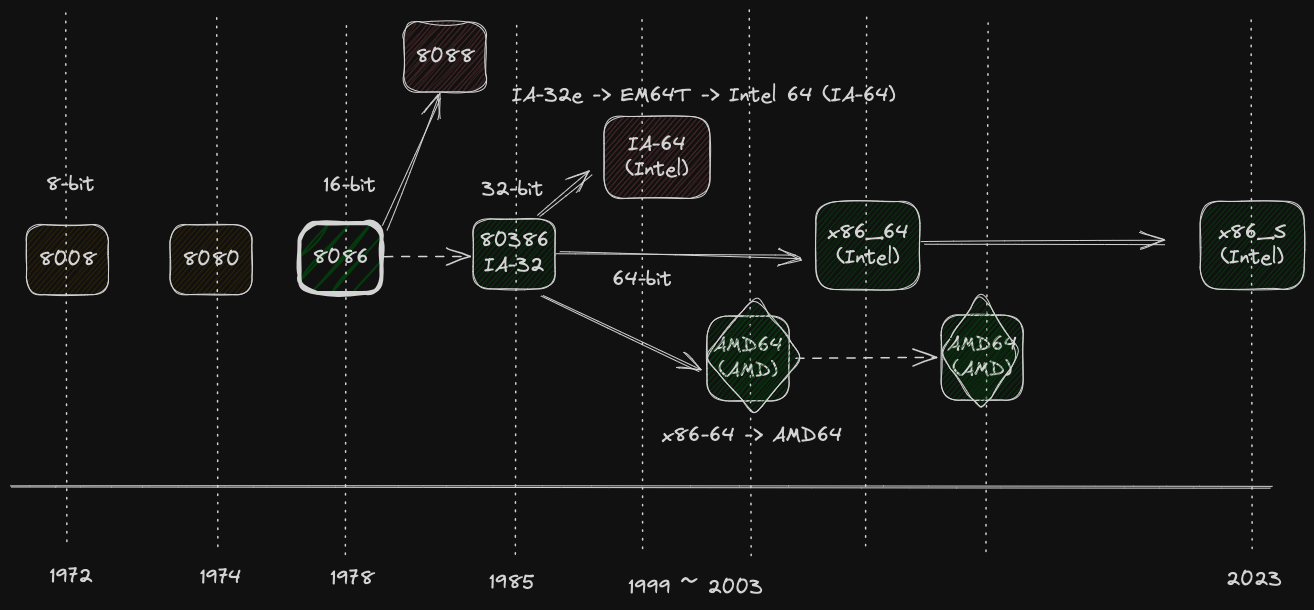 8088
IA-32e -> EM64T -> Intel 64 (IA-64)
IA-64
(Intel)
8-bit
16-bit
32-bit
8008
8080
8086
80386
IA-32
x86_64
(Intel)
x86_S
(Intel)
64-bit
AMD64
(AMD)
AMD64
(AMD)
x86-64 -> AMD64
1972
1974
1978
1985
1999 ~ 2003
2023